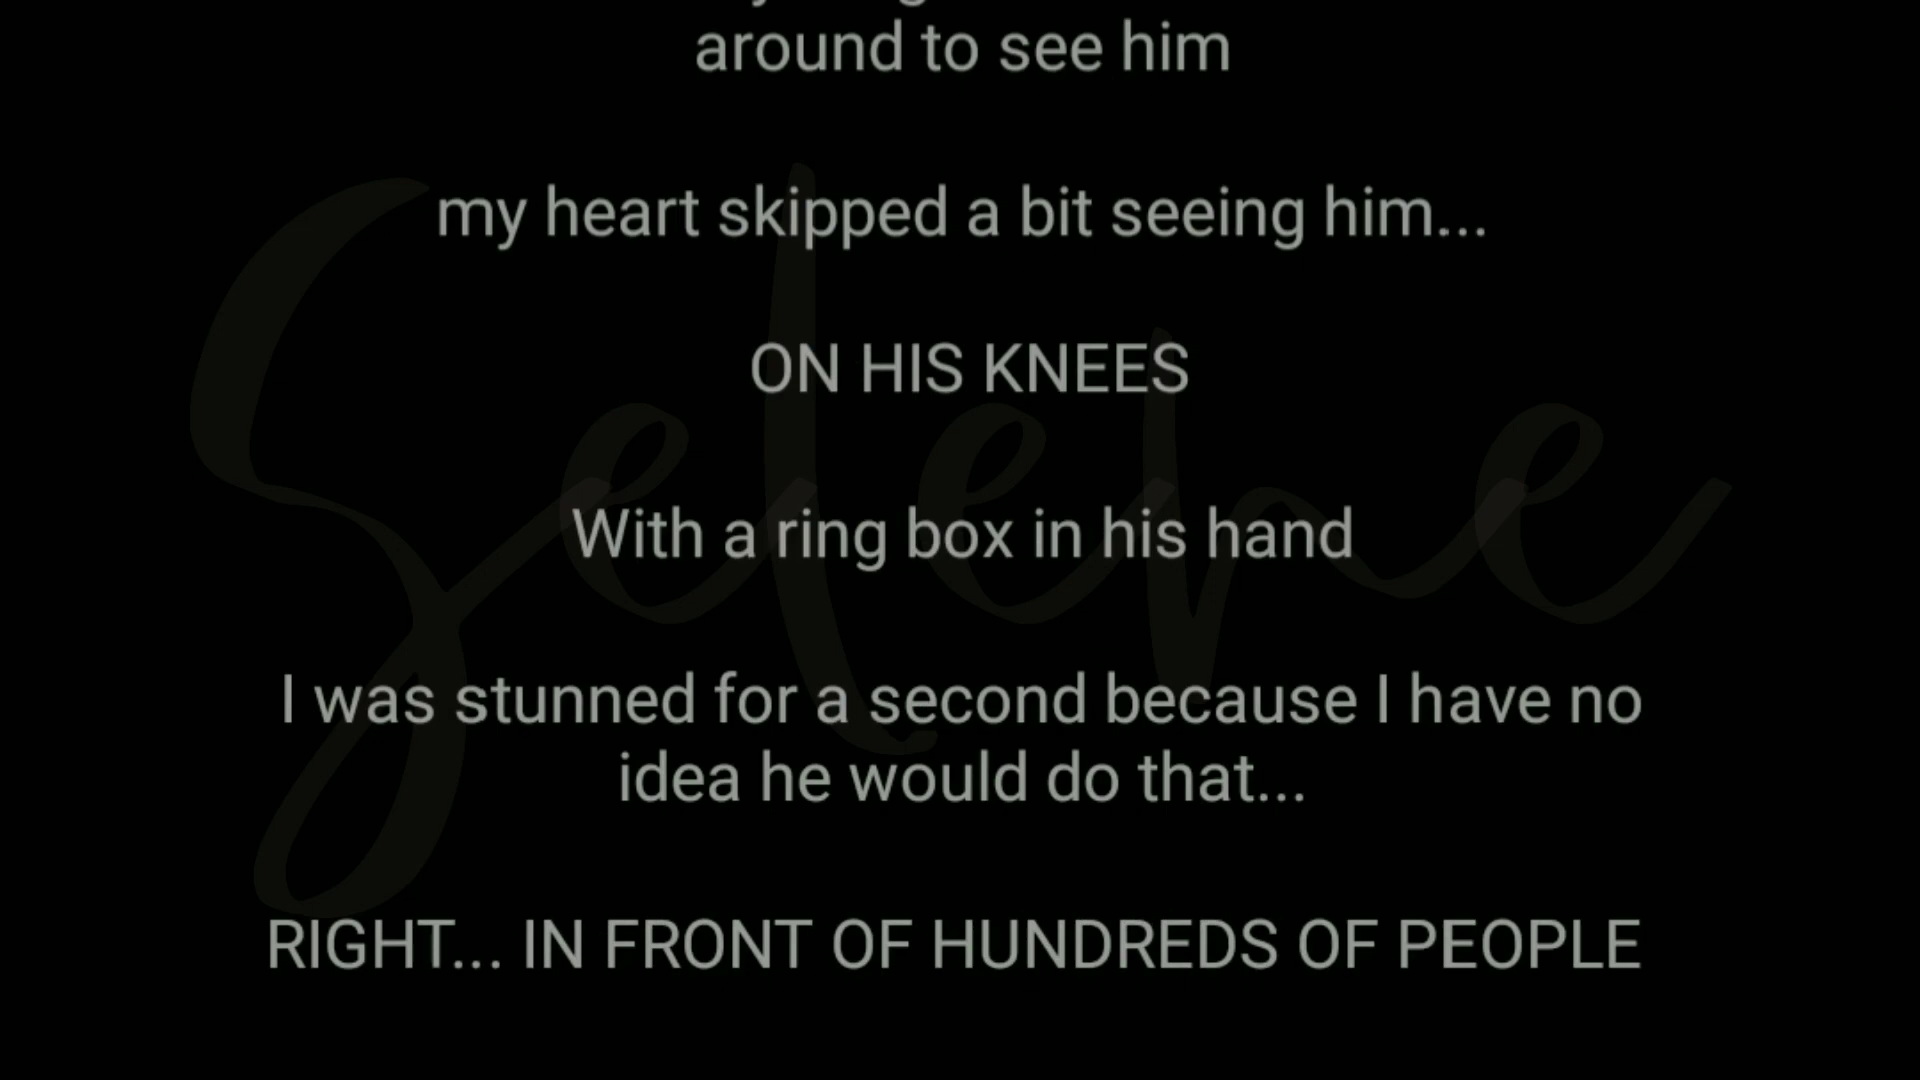 around to see him
my heart skipped a bit seeing him...
ON HIS KNEES
With a ring box in his hand
I was stunned for a second because I have no
idea he would do that...
RIGHT... IN FRONT OF HUNDREDS OF PEOPLE
Selene